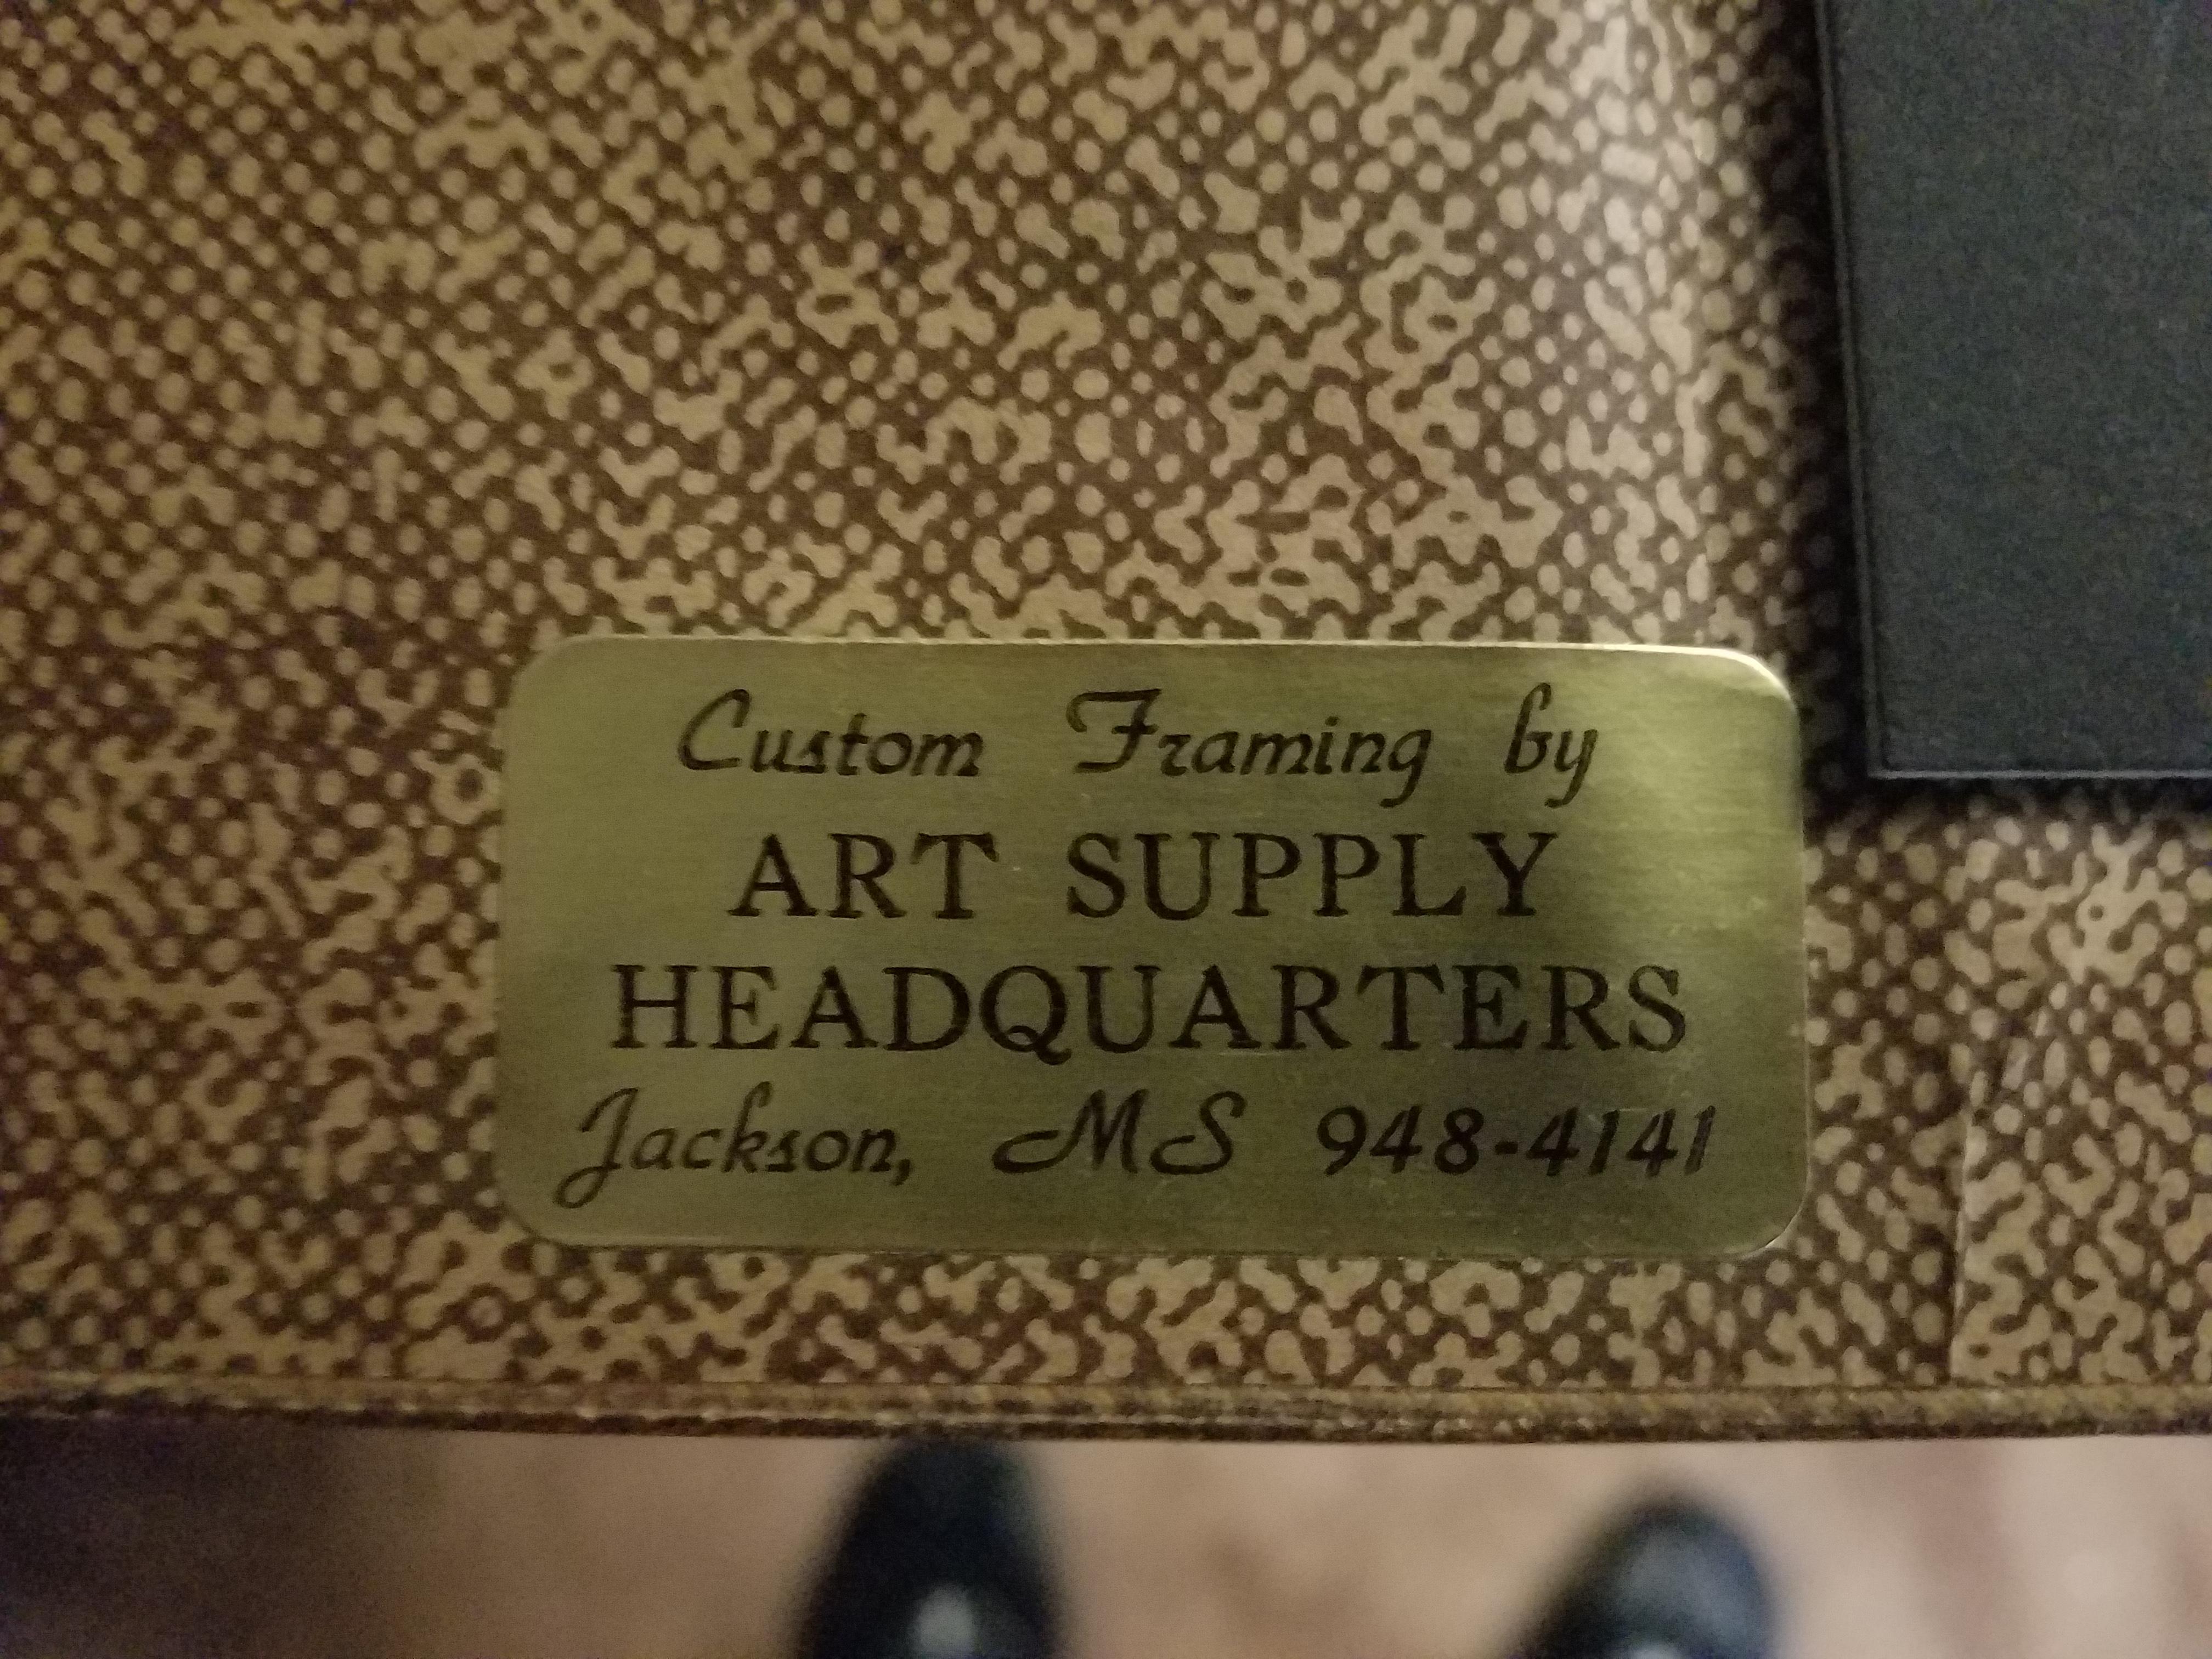 Custom Framing by
ART SUPPLY
HEADQUARTERS
Jackson, MS 948-4141